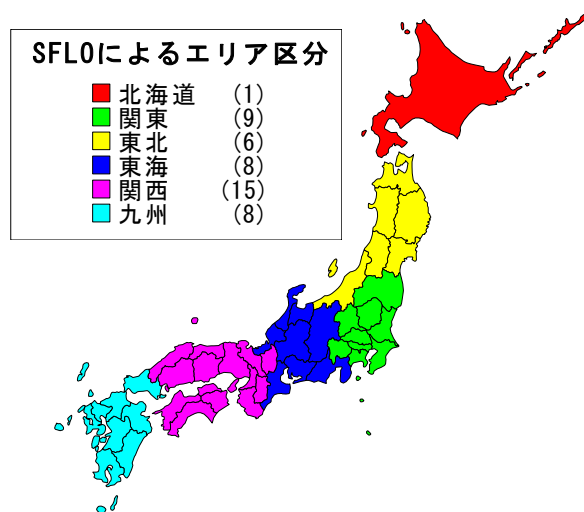 SFLOによるエリア区分
北海道 (1)
関東 (9)
東北 (6)
東海 (8)
関西 (15)
九州 (8)